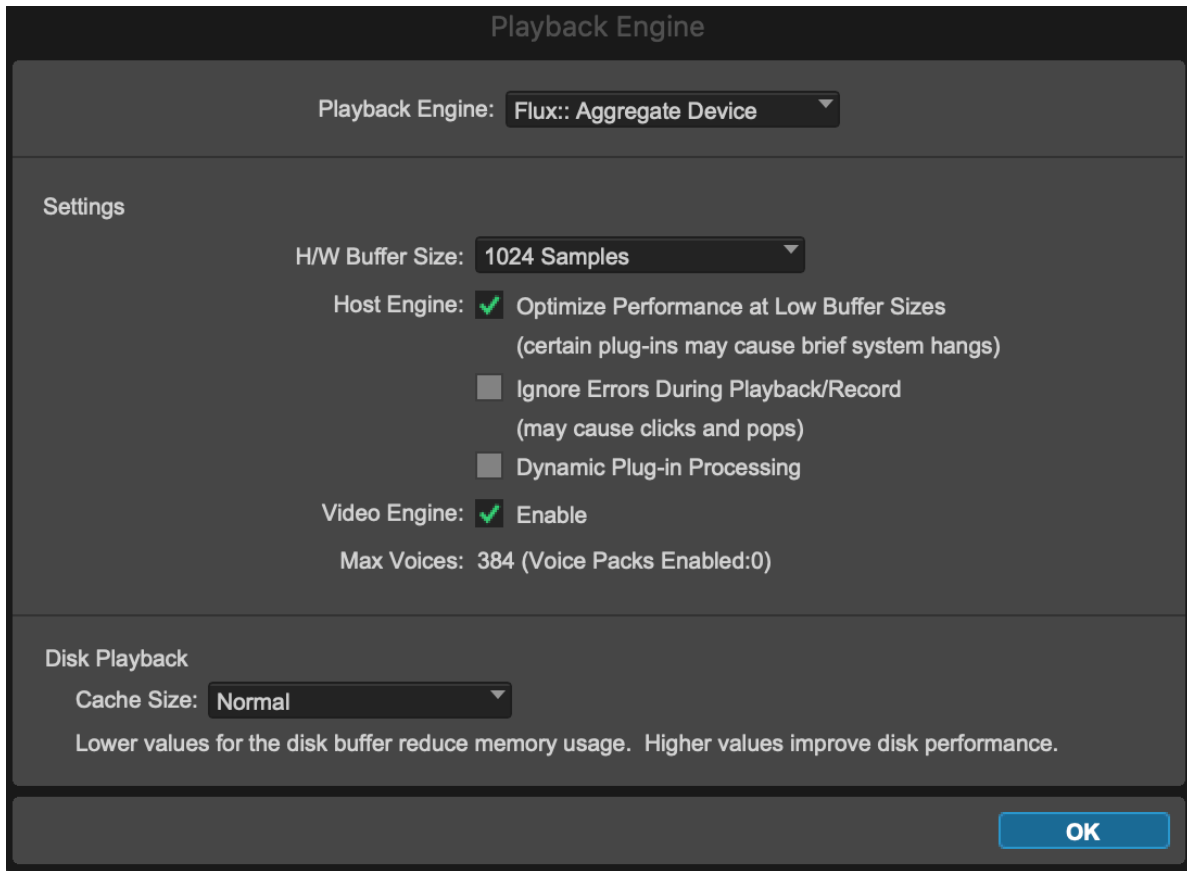 Playback Engine
Playback Engine: Flux:: Aggregate Device
Settings
H/W Buffer Size: 1024 Samples
Host Engine: Optimize Performance at Low Buffer Sizes
(certain plug-ins may cause brief system hangs)
Ignore Errors During Playback/Record
(may cause clicks and pops)
Dynamic Plug-in Processing
Video Engine: Enable
Max Voices: 384 (Voice Packs Enabled:0)
Disk Playback
Cache Size: Normal
Lower values for the disk buffer reduce memory usage.  Higher values improve disk performance.
OK